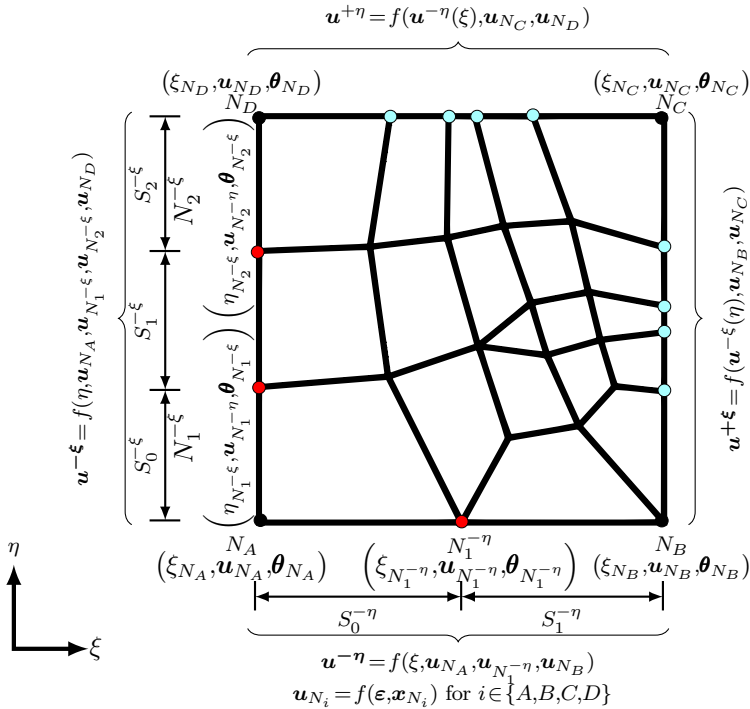 u^{+η}=f(u^{-η}(ξ),u_{N_C},u_{N_D})
(ξ_{N_D},u_{N_D},θ_{N_D})
(ξ_{N_C},u_{N_C},θ_{N_C})
N_D
N_C
u^{-ξ}=f(η,u_{N_A},u_{N_1^{-ξ}},u_{N_2^{-ξ}},u_{N_D})
S_2^{-ξ}
N_2^{-ξ}
(η_{N_2^{-ξ}},u_{N_2^{-η}},θ_{N_2^{-ξ}})
S_1^{-ξ}
S_0^{-ξ}
N_1^{-ξ}
(η_{N_1^{-ξ}},u_{N_1^{-η}},θ_{N_1^{-ξ}})
u^{+ξ}=f(u^{-ξ}(η),u_{N_B},u_{N_C})
N_A
N_1^{-η}
N_B
(ξ_{N_A},u_{N_A},θ_{N_A})
(ξ_{N_1^{-η}},u_{N_1^{-η}},θ_{N_1^{-η}})
(ξ_{N_B},u_{N_B},θ_{N_B})
η
ξ
S_0^{-η}
S_1^{-η}
u^{-η}=f(ξ,u_{N_A},u_{N_1^{-η}},u_{N_B})
u_{N_i}=f(ε,x_{N_i}) for i∈{A,B,C,D}